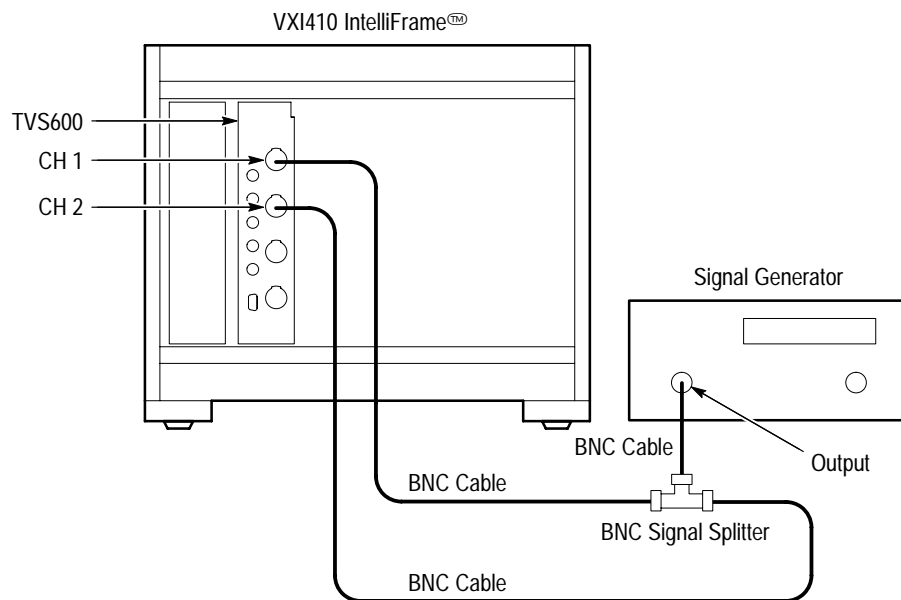 VXI410 IntelliFrame™
TVS600
CH 1
CH 2
Signal Generator
BNC Cable
Output
BNC Cable
BNC Signal Splitter
BNC Cable